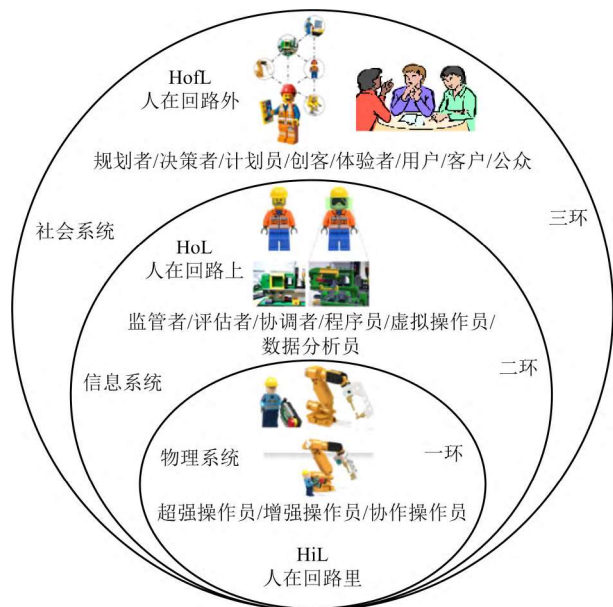 HofL
人在回路外
规划者/决策者/计划员/创客/体验者/用户/客户/公众
社会系统
三环
HoL
人在回路上
监管者/评估者/协调者/程序员/虚拟操作员/
数据分析员
信息系统
二环
物理系统
一环
超强操作员/增强操作员/协作操作员
HiL
人在回路里